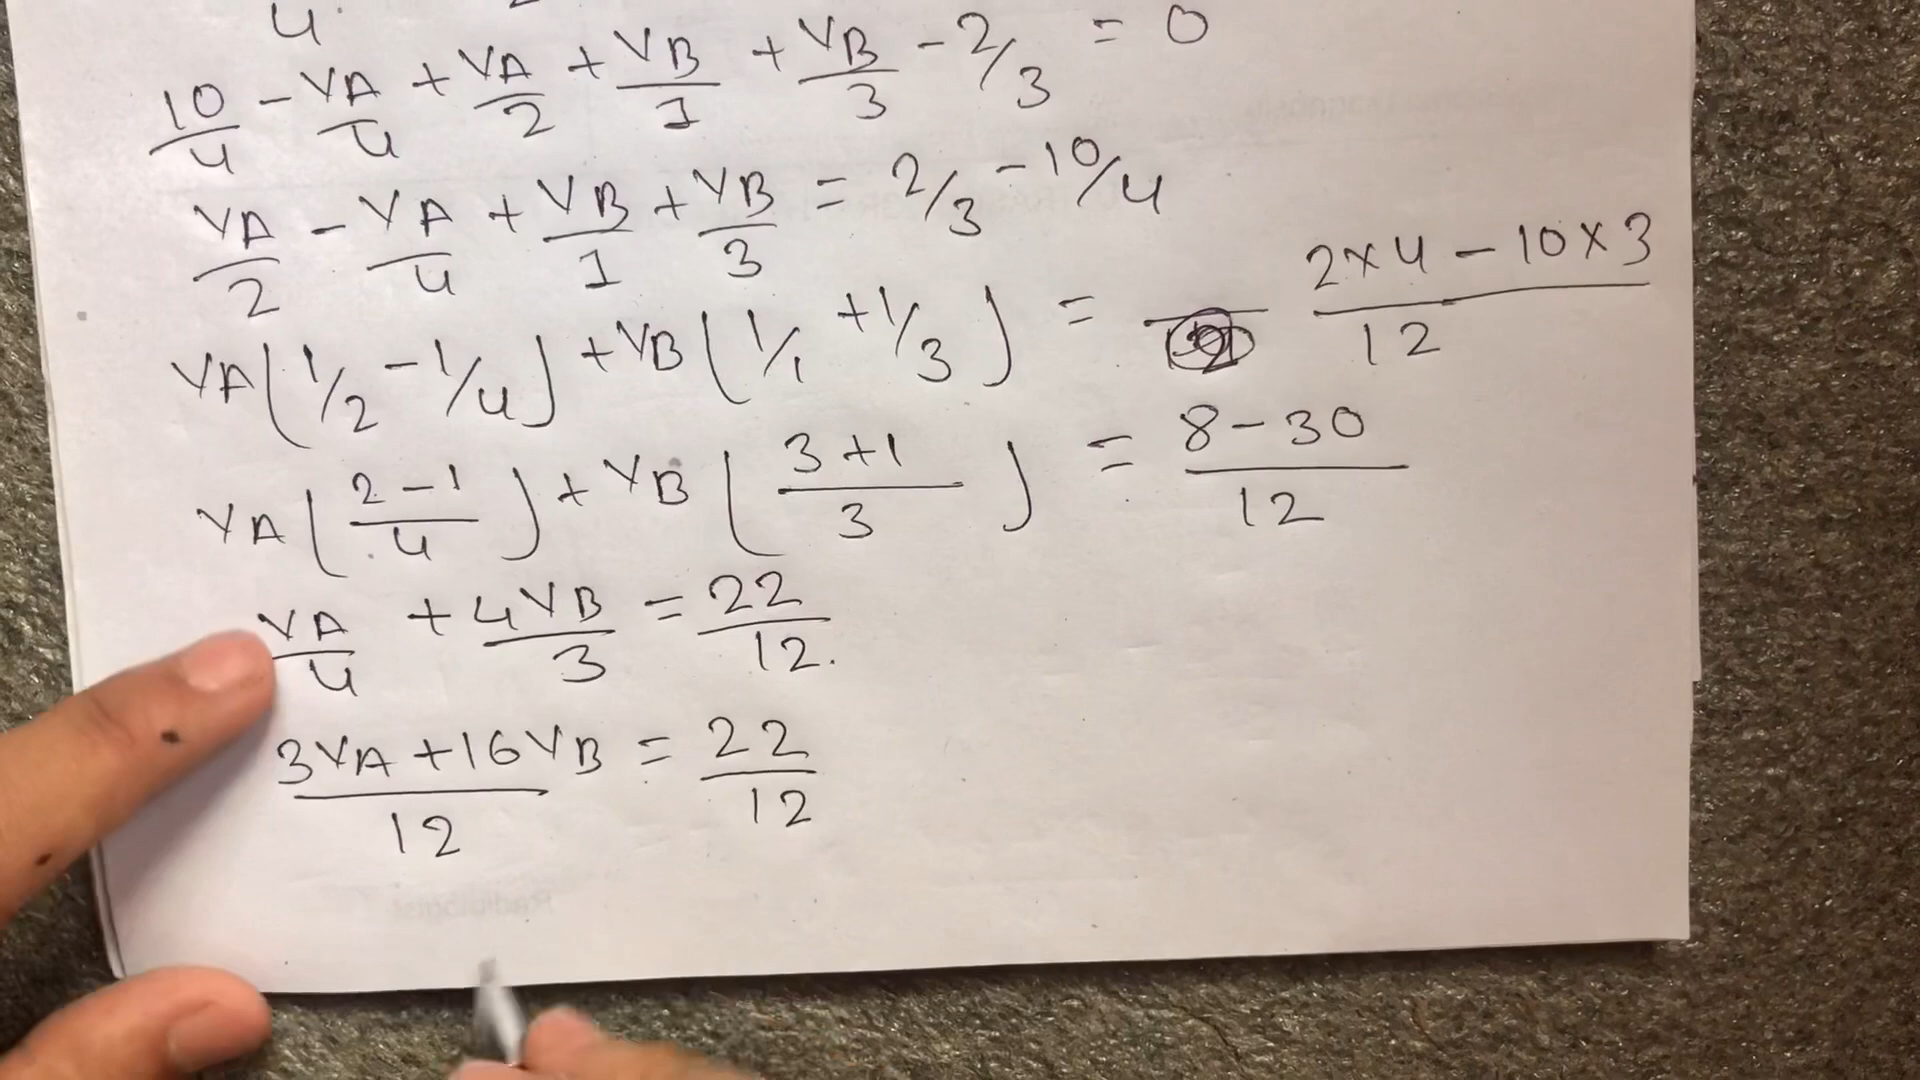 4
10/4 - VA/4 + VA/2 + VB/1 + VB/3 - 2/3 = 0
VA/2 - VA/4 + VB/1 + VB/3 = 2/3 - 10/4
VA(1/2 - 1/4) + VB(1/1 + 1/3) = 2×4 - 10×3/12
VA(2-1/4) + VB(3+1/3) = 8-30/12
VA/4 + 4VB/3 = 22/12.
3VA+16VB/12 = 22/12